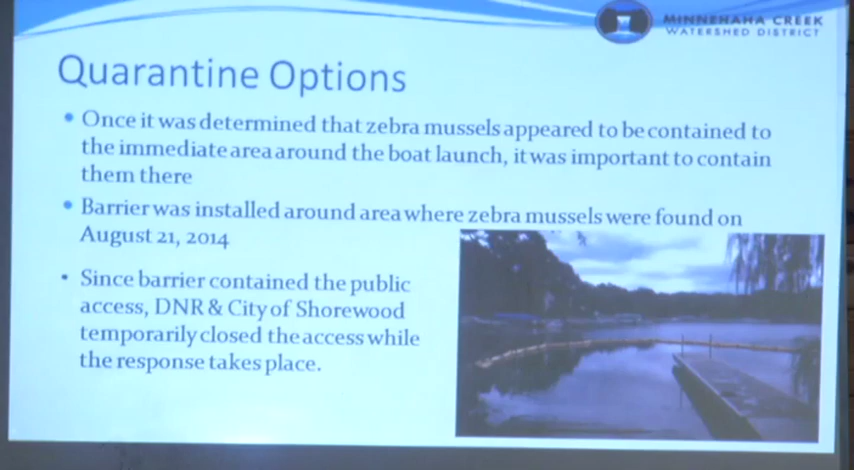 MINNEHAHA CREEK
WATERSHED DISTRICT
Quarantine Options
• Once it was determined that zebra mussels appeared to be contained to
the immediate area around the boat launch, it was important to contain
them there
• Barrier was installed around area where zebra mussels were found on
August 21, 2014
• Since barrier contained the public
access, DNR & City of Shorewood
temporarily closed the access while
the response takes place.